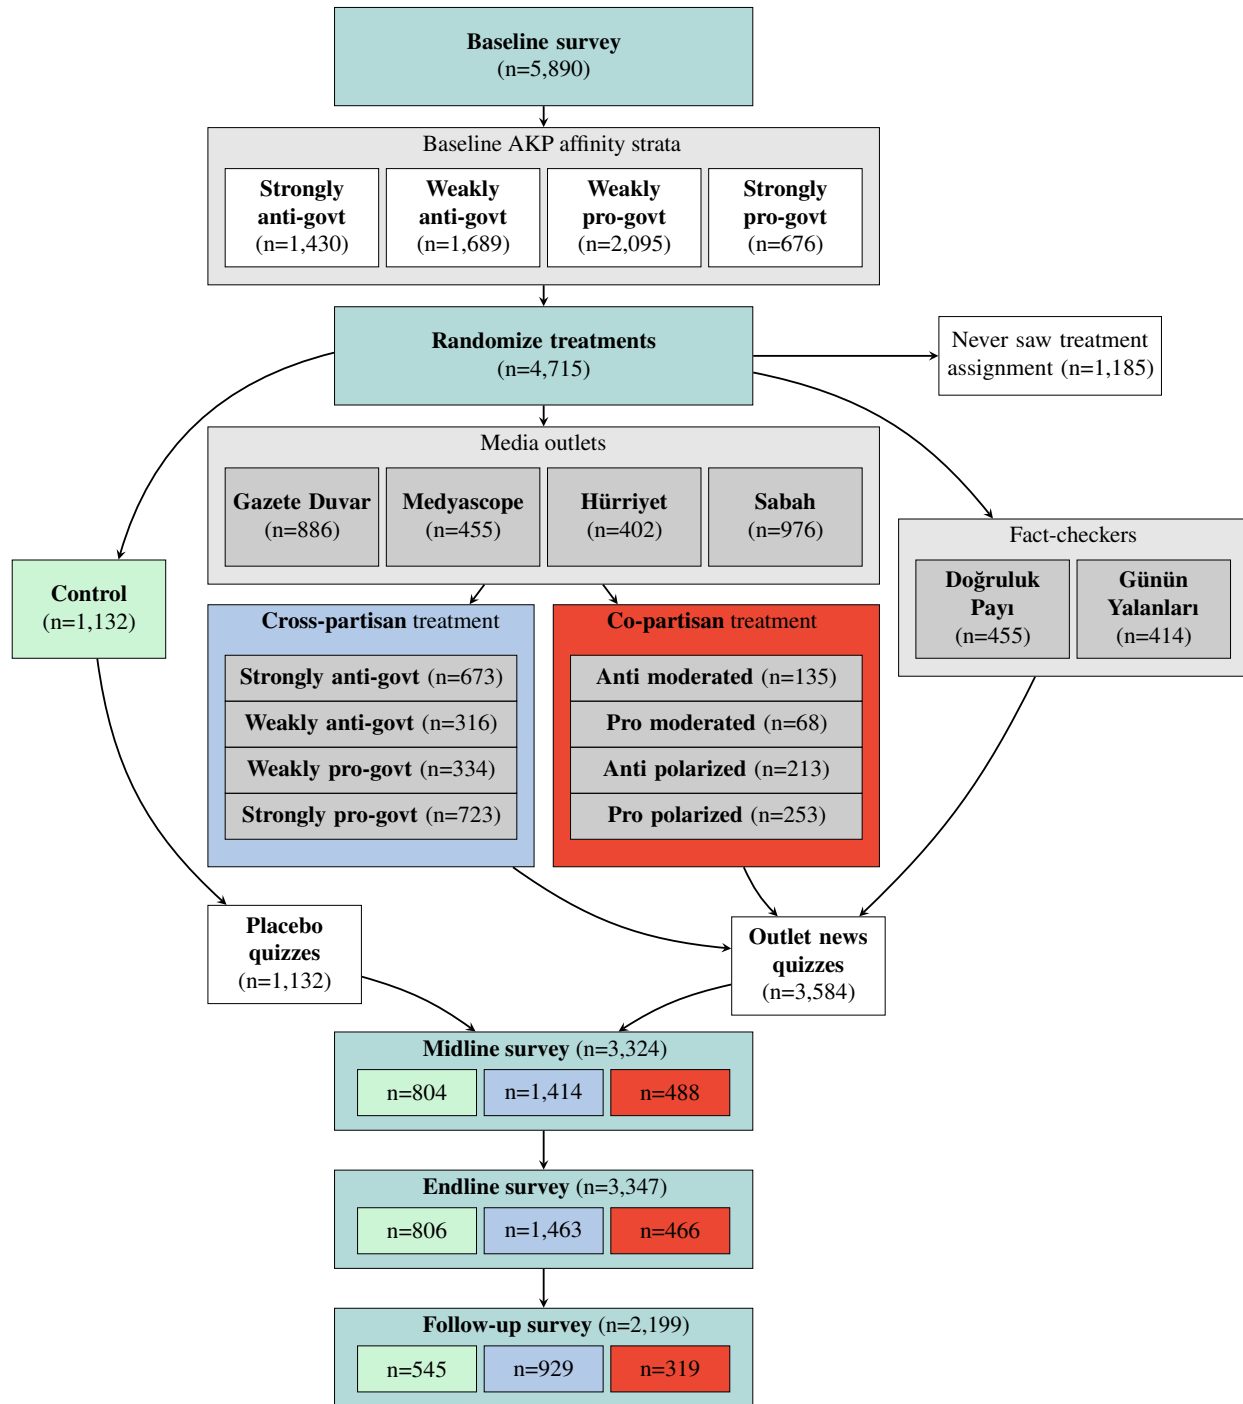 Baseline survey
(n=5,890)
Baseline AKP affinity strata
Strongly
anti-govt
(n=1,430)
Weakly
anti-govt
(n=1,689)
Weakly
pro-govt
(n=2,095)
Strongly
pro-govt
(n=676)
Randomize treatments
(n=4,715)
Never saw treatment
assignment (n=1,185)
Media outlets
Gazete Duvar
(n=886)
Medyascope
(n=455)
Hürriyet
(n=402)
Sabah
(n=976)
Fact-checkers
Doğruluk
Payı
(n=455)
Günün
Yalanları
(n=414)
Control
(n=1,132)
Cross-partisan treatment
Strongly anti-govt (n=673)
Weakly anti-govt (n=316)
Weakly pro-govt (n=334)
Strongly pro-govt (n=723)
Co-partisan treatment
Anti moderated (n=135)
Pro moderated (n=68)
Anti polarized (n=213)
Pro polarized (n=253)
Placebo
quizzes
(n=1,132)
Outlet news
quizzes
(n=3,584)
Midline survey (n=3,324)
n=804
n=1,414
n=488
Endline survey (n=3,347)
n=806
n=1,463
n=466
Follow-up survey (n=2,199)
n=545
n=929
n=319